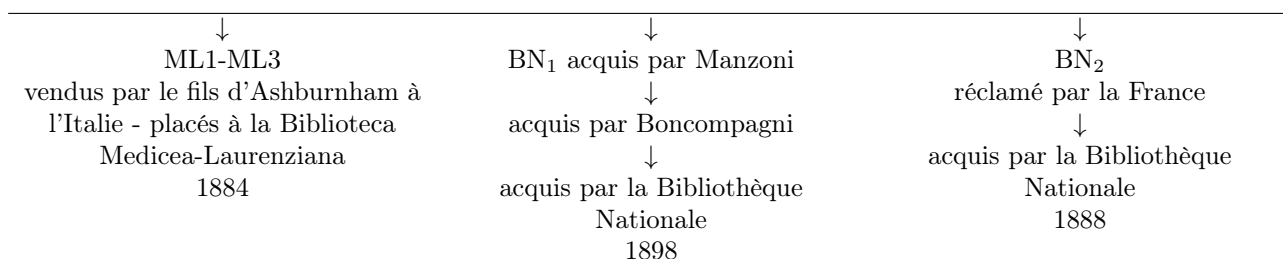 ↓
ML1-ML3
vendus par le fils d'Ashburnham à
l'Italie - placés à la Biblioteca
Medicea-Laurenziana
1884
↓
BN₁ acquis par Manzoni
↓
acquis par Boncompagni
↓
acquis par la Bibliothèque
Nationale
1898
↓
BN₂
réclamé par la France
↓
acquis par la Bibliothèque
Nationale
1888